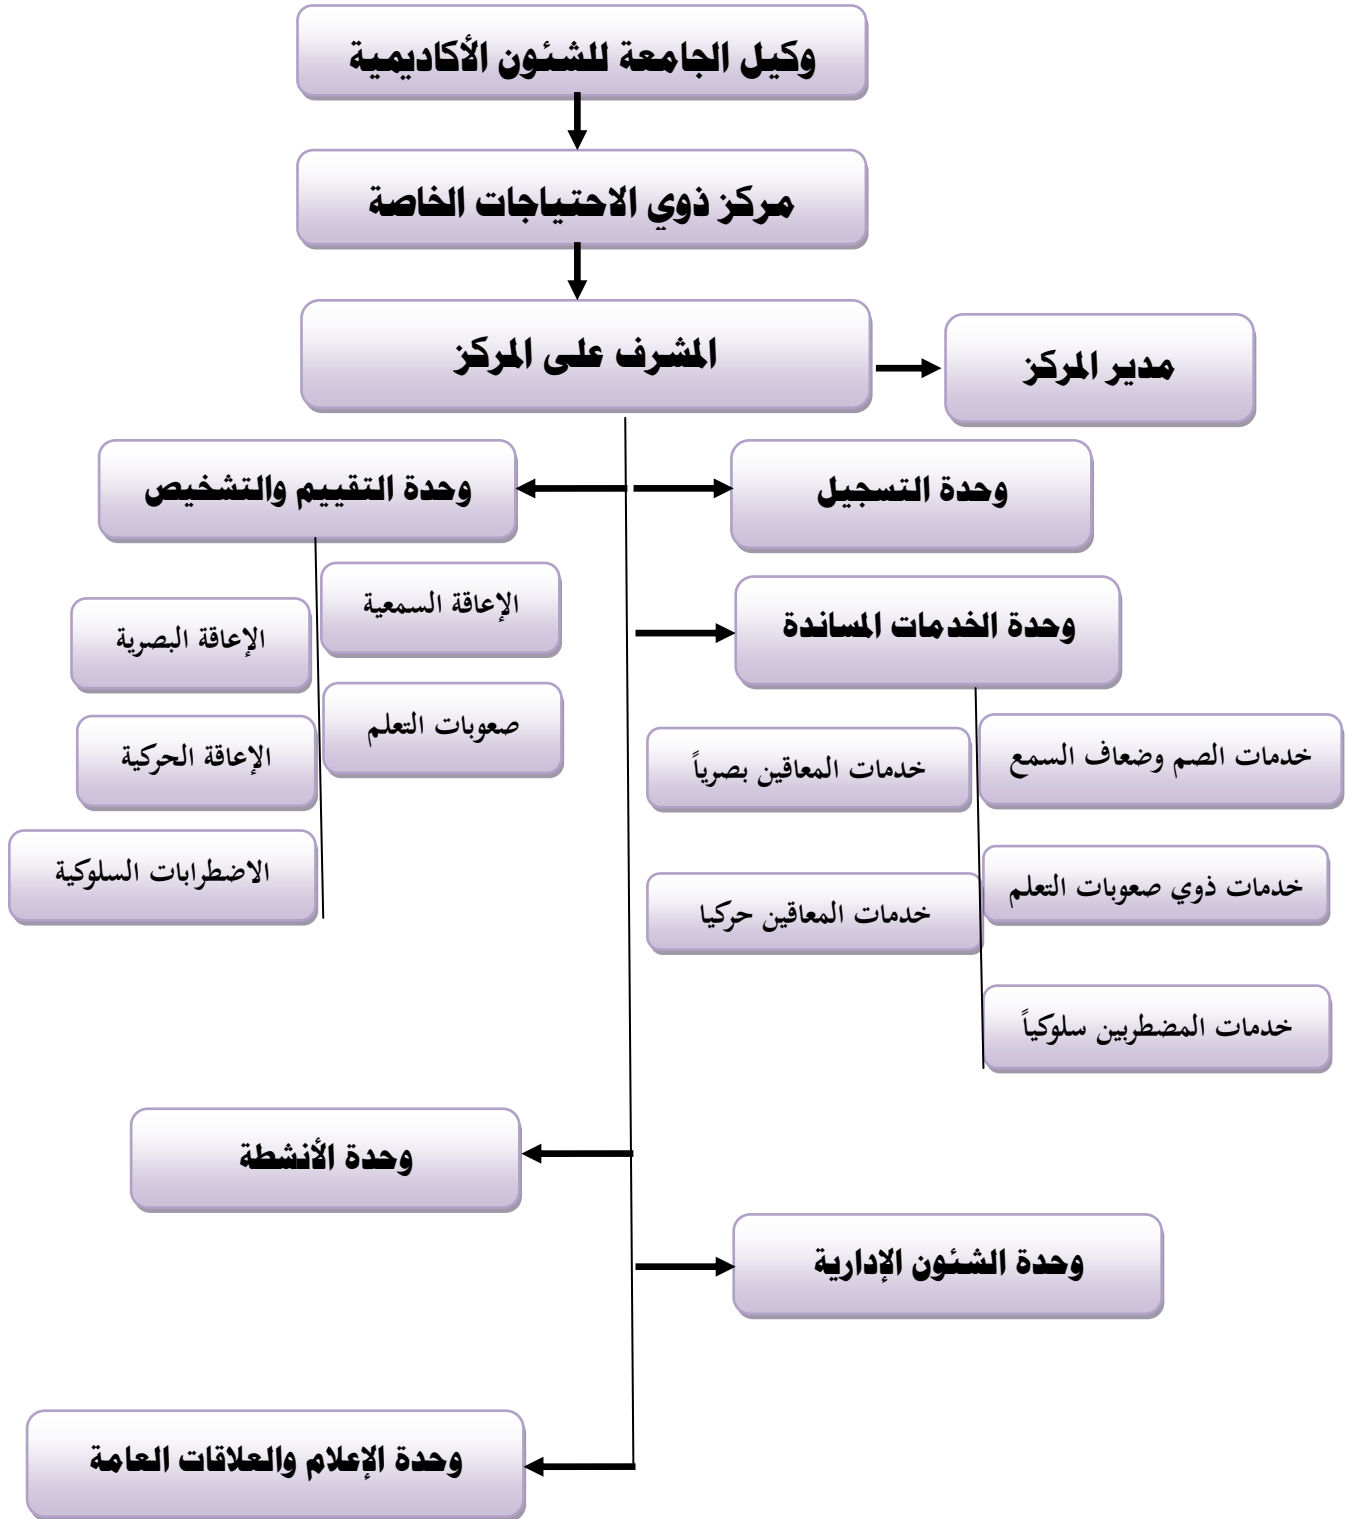 وكيل الجامعة للشئون الأكاديمية
مركز ذوي الاحتياجات الخاصة
المشرف على المركز
مدير المركز
وحدة التسجيل
وحدة التقييم والتشخيص
الإعاقة السمعية
الإعاقة البصرية
صعوبات التعلم
الإعاقة الحركية
الاضطرابات السلوكية
وحدة الخدمات المساندة
خدمات الصم وضعاف السمع
خدمات المعاقين بصرياً
خدمات ذوي صعوبات التعلم
خدمات المعاقين حركيا
خدمات المضطربين سلوكياً
وحدة الأنشطة
وحدة الشئون الإدارية
وحدة الإعلام والعلاقات العامة